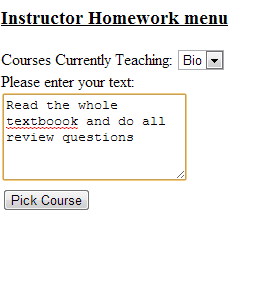 Instructor Homework menu
Courses Currently Teaching: Bio
Please enter your text:
Read the whole
textboook and do all
review questions
Pick Course